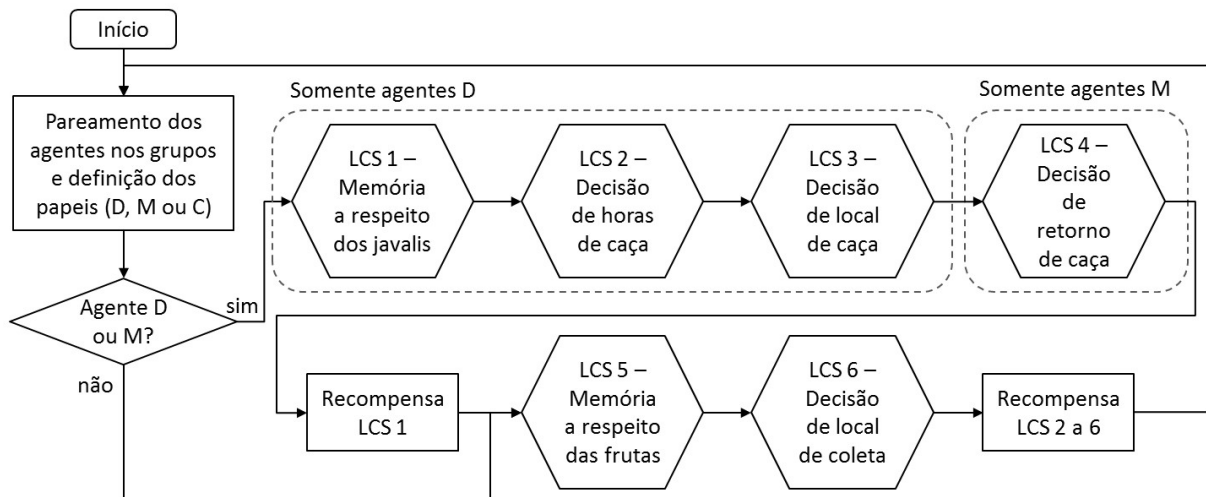 Início
Pareamento dos
agentes nos grupos
e definição dos
papeis (D, M ou C)
Agente D
ou M?
sim
não
Somente agentes D
LCS 1 –
Memória
a respeito
dos javalis
LCS 2 –
Decisão
de horas
de caça
LCS 3 –
Decisão
de local
de caça
Somente agentes M
LCS 4 –
Decisão
de
retorno
de caça
Recompensa
LCS 1
LCS 5 –
Memória
a respeito
das frutas
LCS 6 –
Decisão
de local
de coleta
Recompensa
LCS 2 a 6